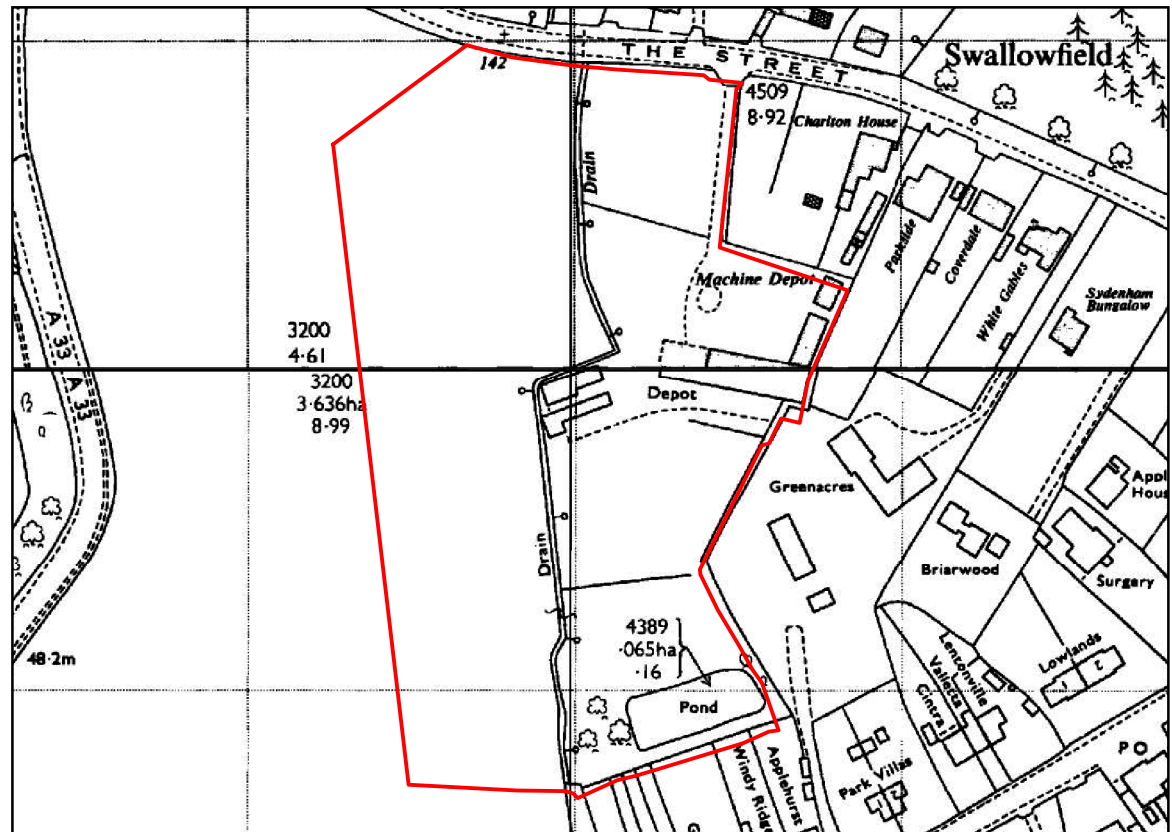 THE STREET
Swallowfield
142
4509
8·92
Charlton House
Drain
Parkside
Coverdale
White Gables
Machine Depot
Sydenham
Bungalow
A 33
A 33
3200
4·61
3200
3·636ha
8·99
Depot
Greenacres
Drain
Briarwood
Surgery
4389
·065ha
·16
Pond
48·2m
Lowlands
Lensonville
Valletta
Cintra
Park Villas
Applehurst
Windy Ridge
P O